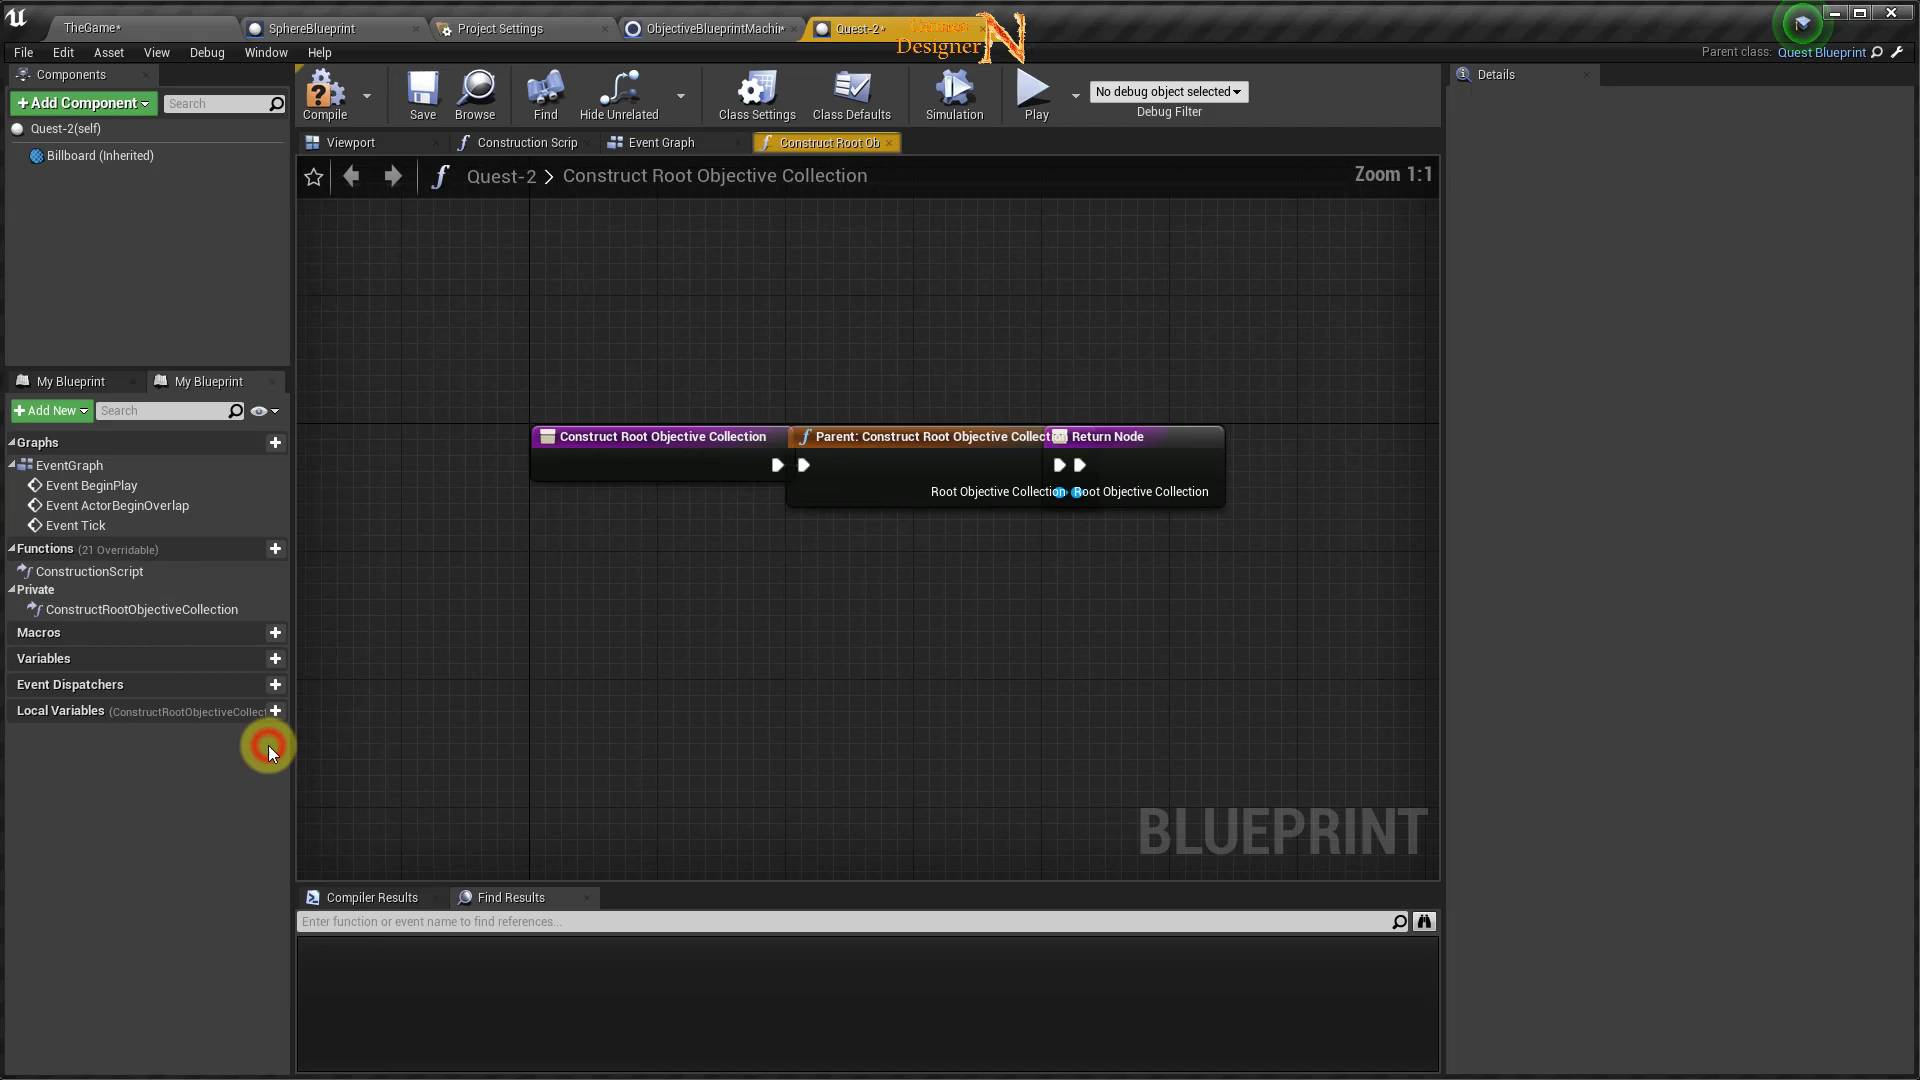 TheGame*
SphereBlueprint
Project Settings
ObjectiveBlueprintMachin*
Quest-2*
Designer N
File Edit Asset View Debug Window Help
Parent class: Quest Blueprint
Components
Details
+Add Component
Search
Compile
Save
Browse
Find
Hide Unrelated
Class Settings
Class Defaults
Simulation
Play
No debug object selected
Debug Filter
Quest-2(self)
Billboard (Inherited)
Viewport
Construction Scrip
Event Graph
Construct Root Ob
Quest-2 > Construct Root Objective Collection
Zoom 1:1
My Blueprint
My Blueprint
+Add New
Search
Graphs
EventGraph
Event BeginPlay
Event ActorBeginOverlap
Event Tick
Functions (21 Overridable)
ConstructionScript
Private
ConstructRootObjectiveCollection
Macros
Variables
Event Dispatchers
Local Variables (ConstructRootObjectiveCollect
Construct Root Objective Collection
Parent: Construct Root Objective Collection
Return Node
Root Objective Collection
Root Objective Collection
BLUEPRINT
Compiler Results
Find Results
Enter function or event name to find references...